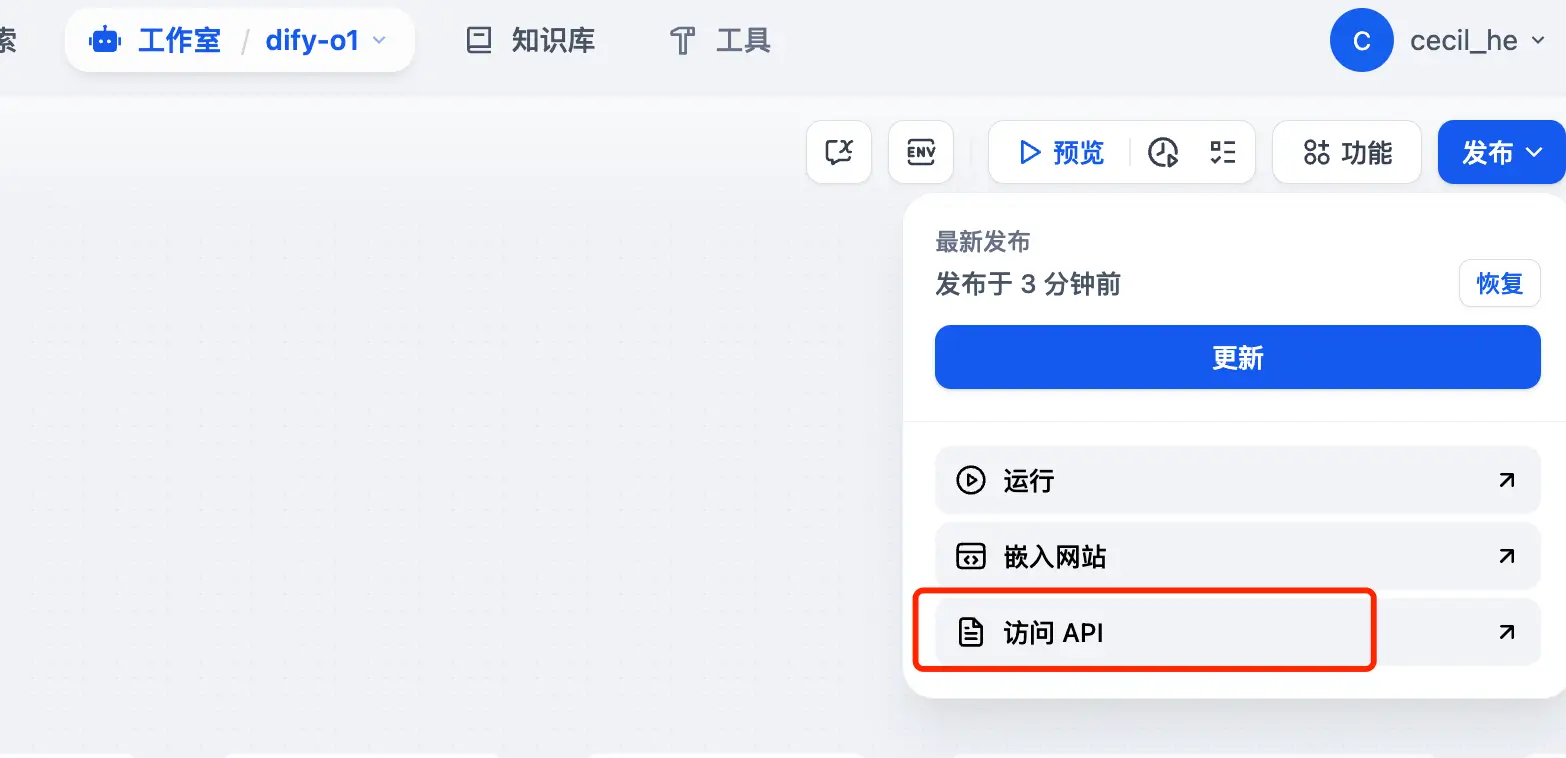 索 工作室 / dify-o1 知识库 工具 C cecil_he
ENV 预览 功能 发布
最新发布
发布于 3 分钟前 恢复
更新
运行
嵌入网站
访问 API